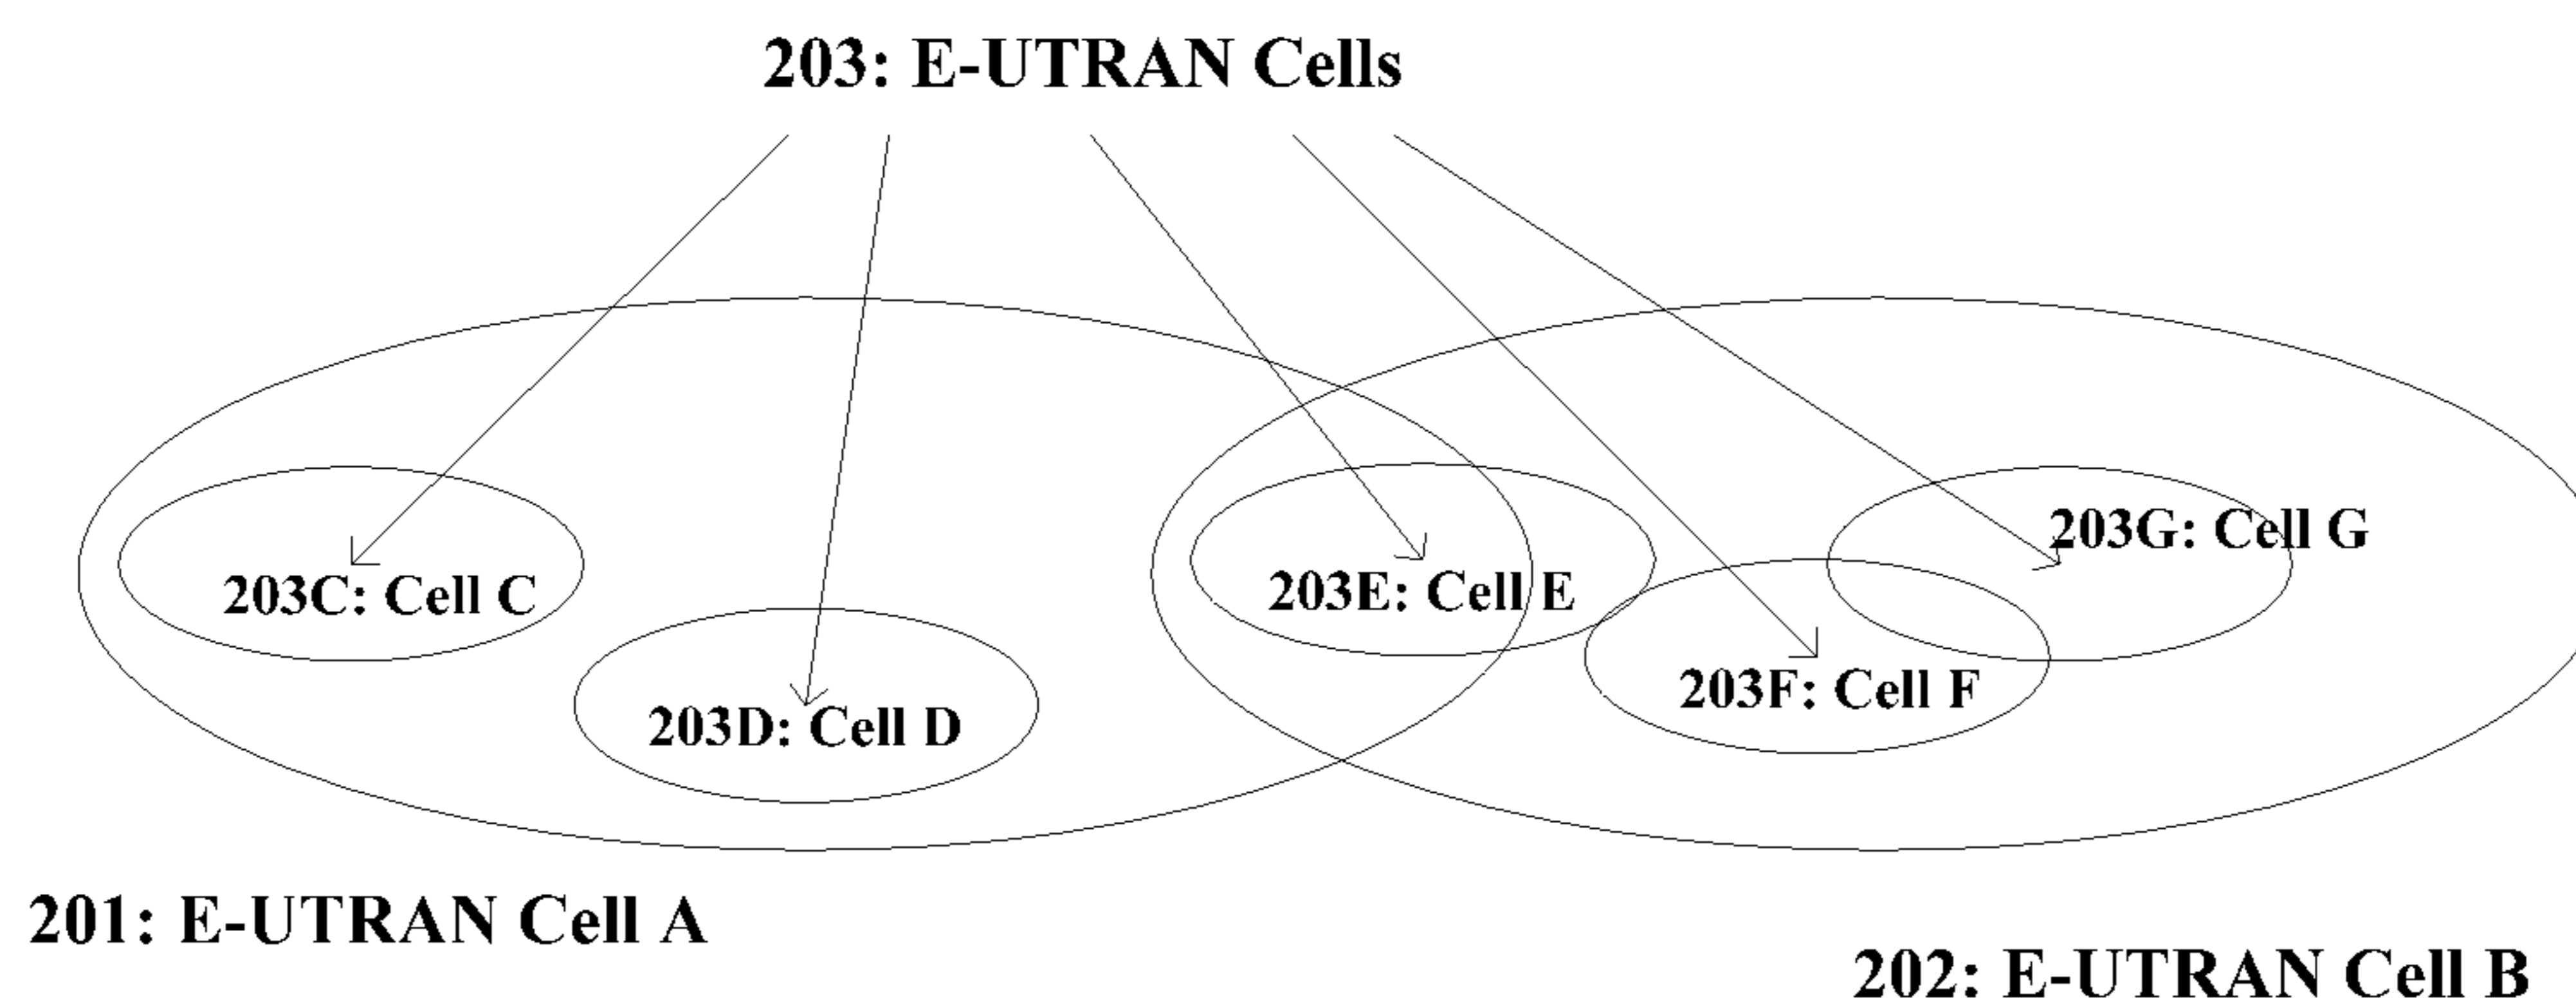 203: E-UTRAN Cells
203G: Cell G
203C: Cell C
203E: Cell E
203F: Cell F
203D: Cell D
201: E-UTRAN Cell A
202: E-UTRAN Cell B